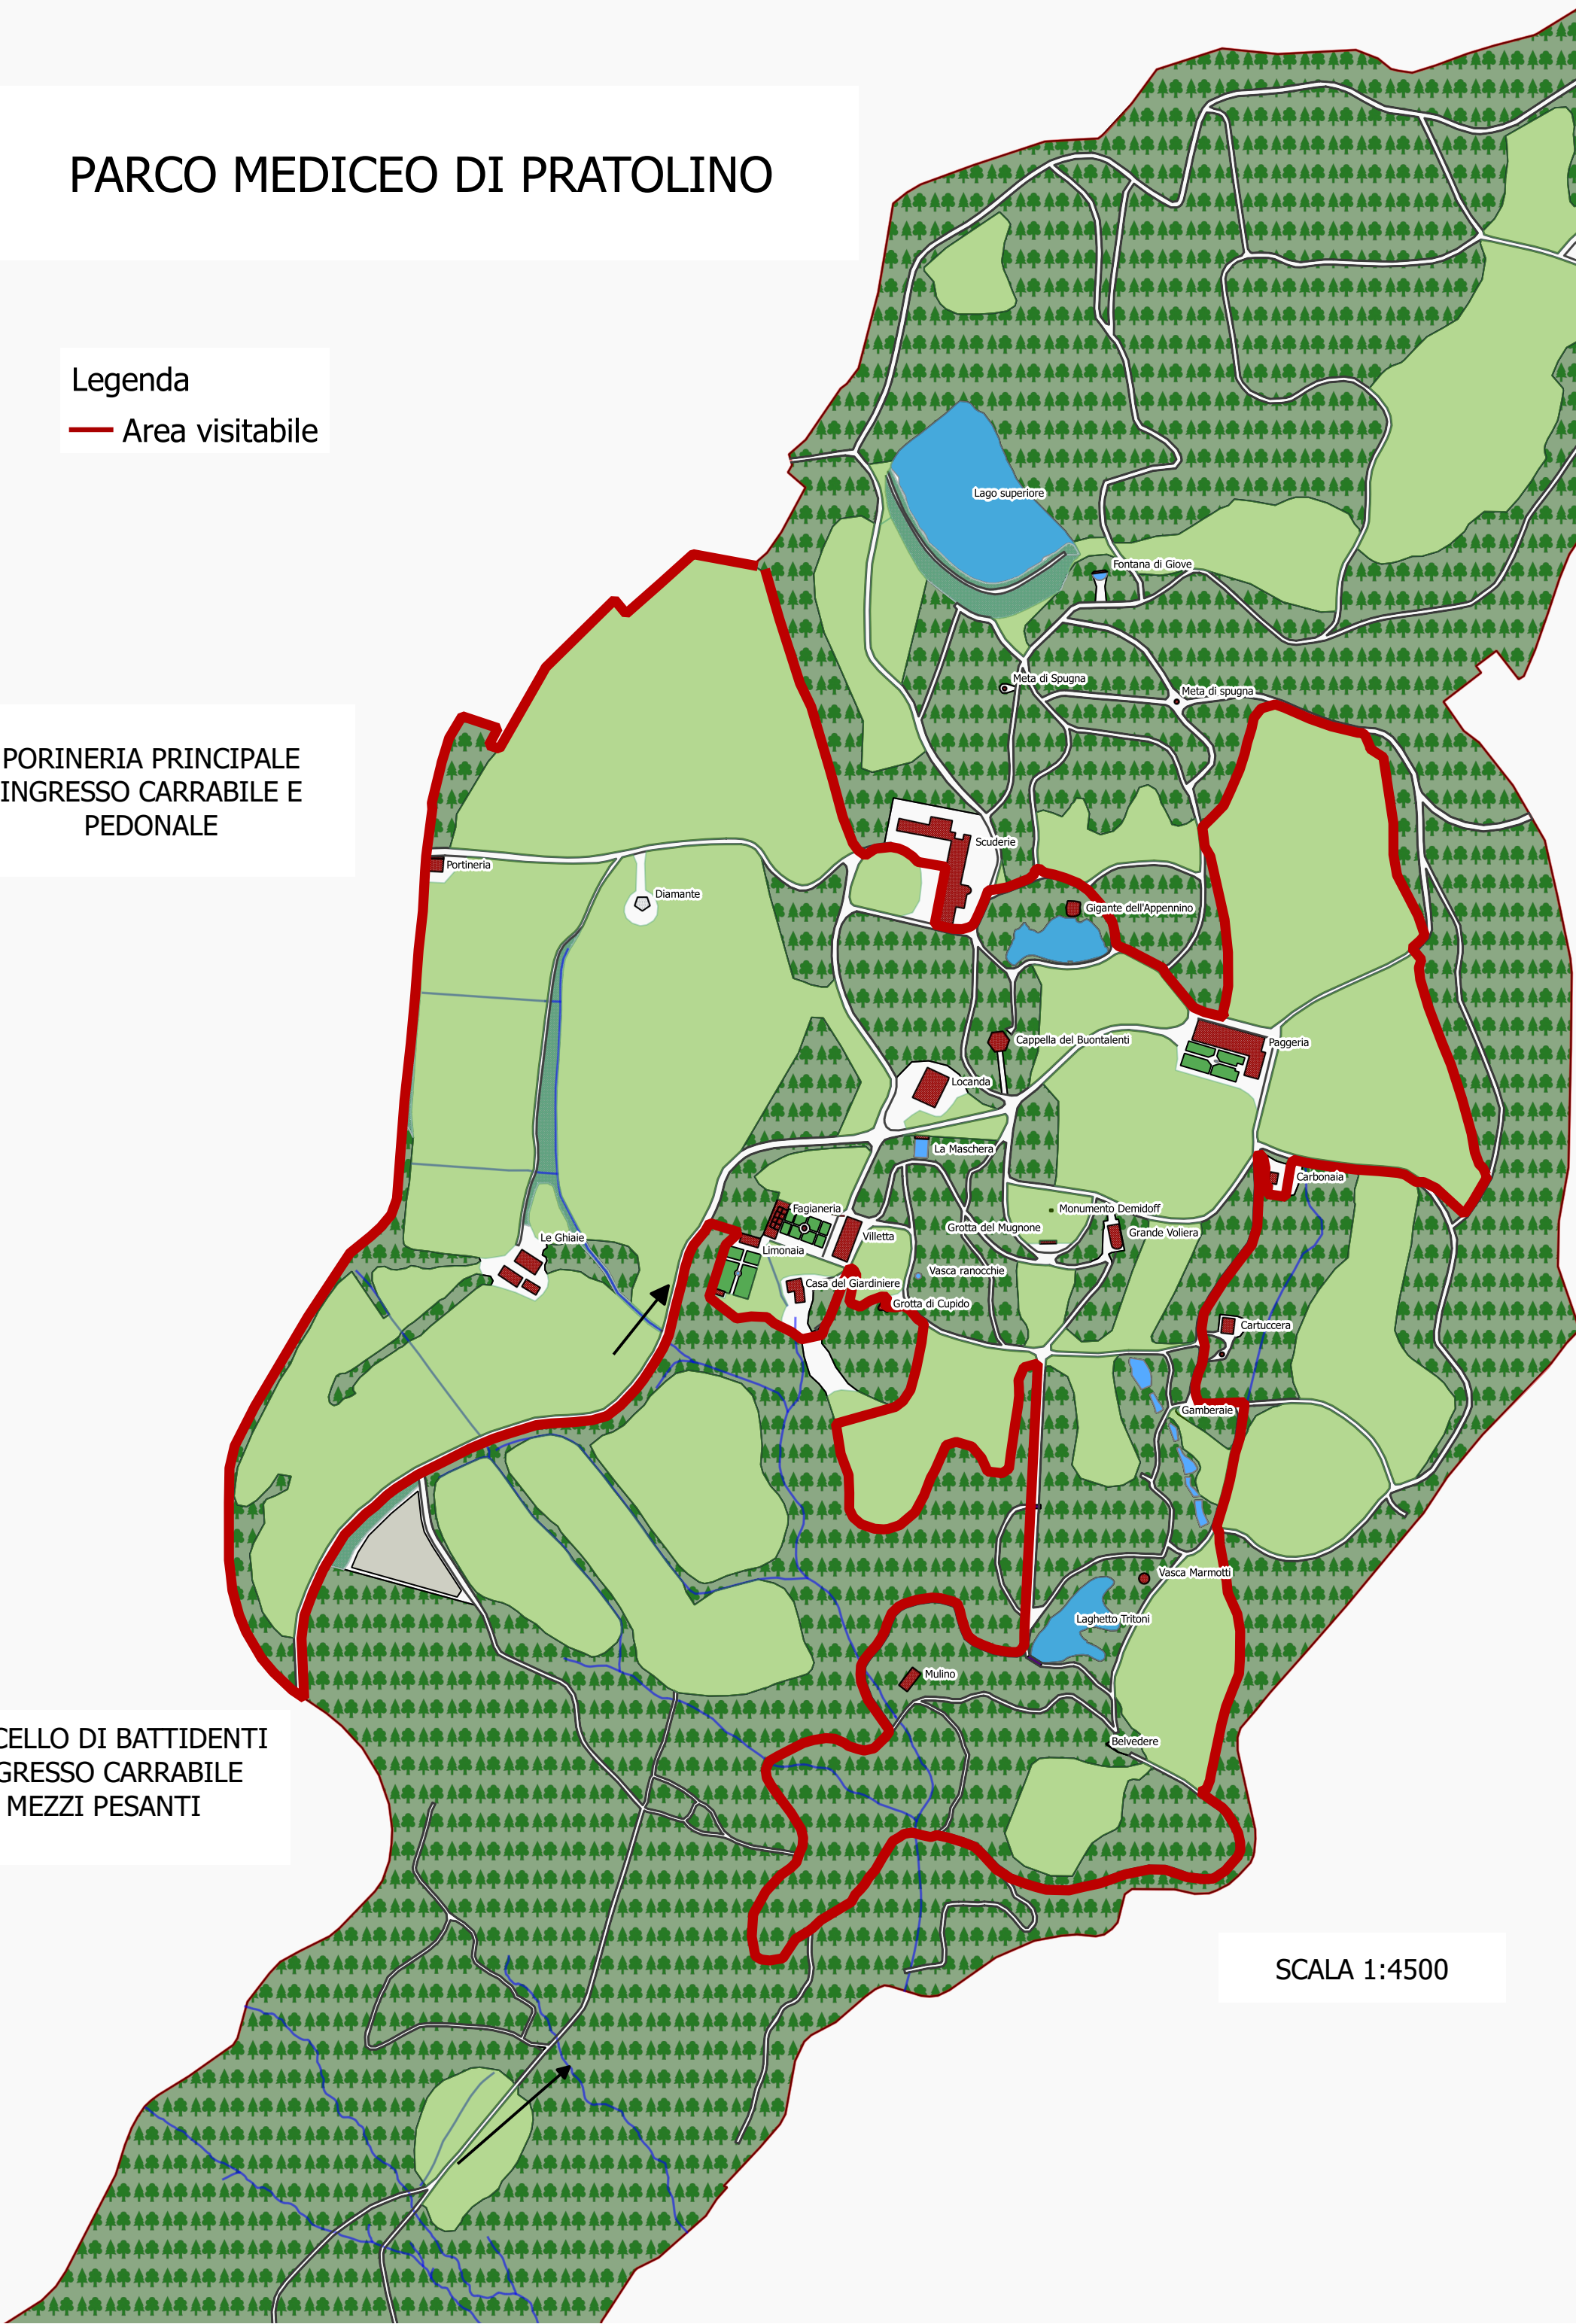 PARCO MEDICEO DI PRATOLINO
Legenda
Area visitabile
Lago superiore
Fontana di Giove
Meta di Spugna
Meta di spugna
PORINERIA PRINCIPALE
INGRESSO CARRABILE E
PEDONALE
Scuderie
Portineria
Diamante
Gigante dell'Appennino
Cappella del Buontalenti
Paggeria
Locanda
La Maschera
Carbonaia
Fagianeria
Monumento Demidoff
Grotta del Mugnone
Grande Voliera
Le Ghiaie
Villetta
Limonaia
Vasca ranocchie
Casa del Giardiniere
Grotta di Cupido
Cartuccera
Gamberaie
Vasca Marmotti
Laghetto Tritoni
Mulino
Belvedere
CELLO DI BATTIDENTI
GRESSO CARRABILE
MEZZI PESANTI
SCALA 1:4500